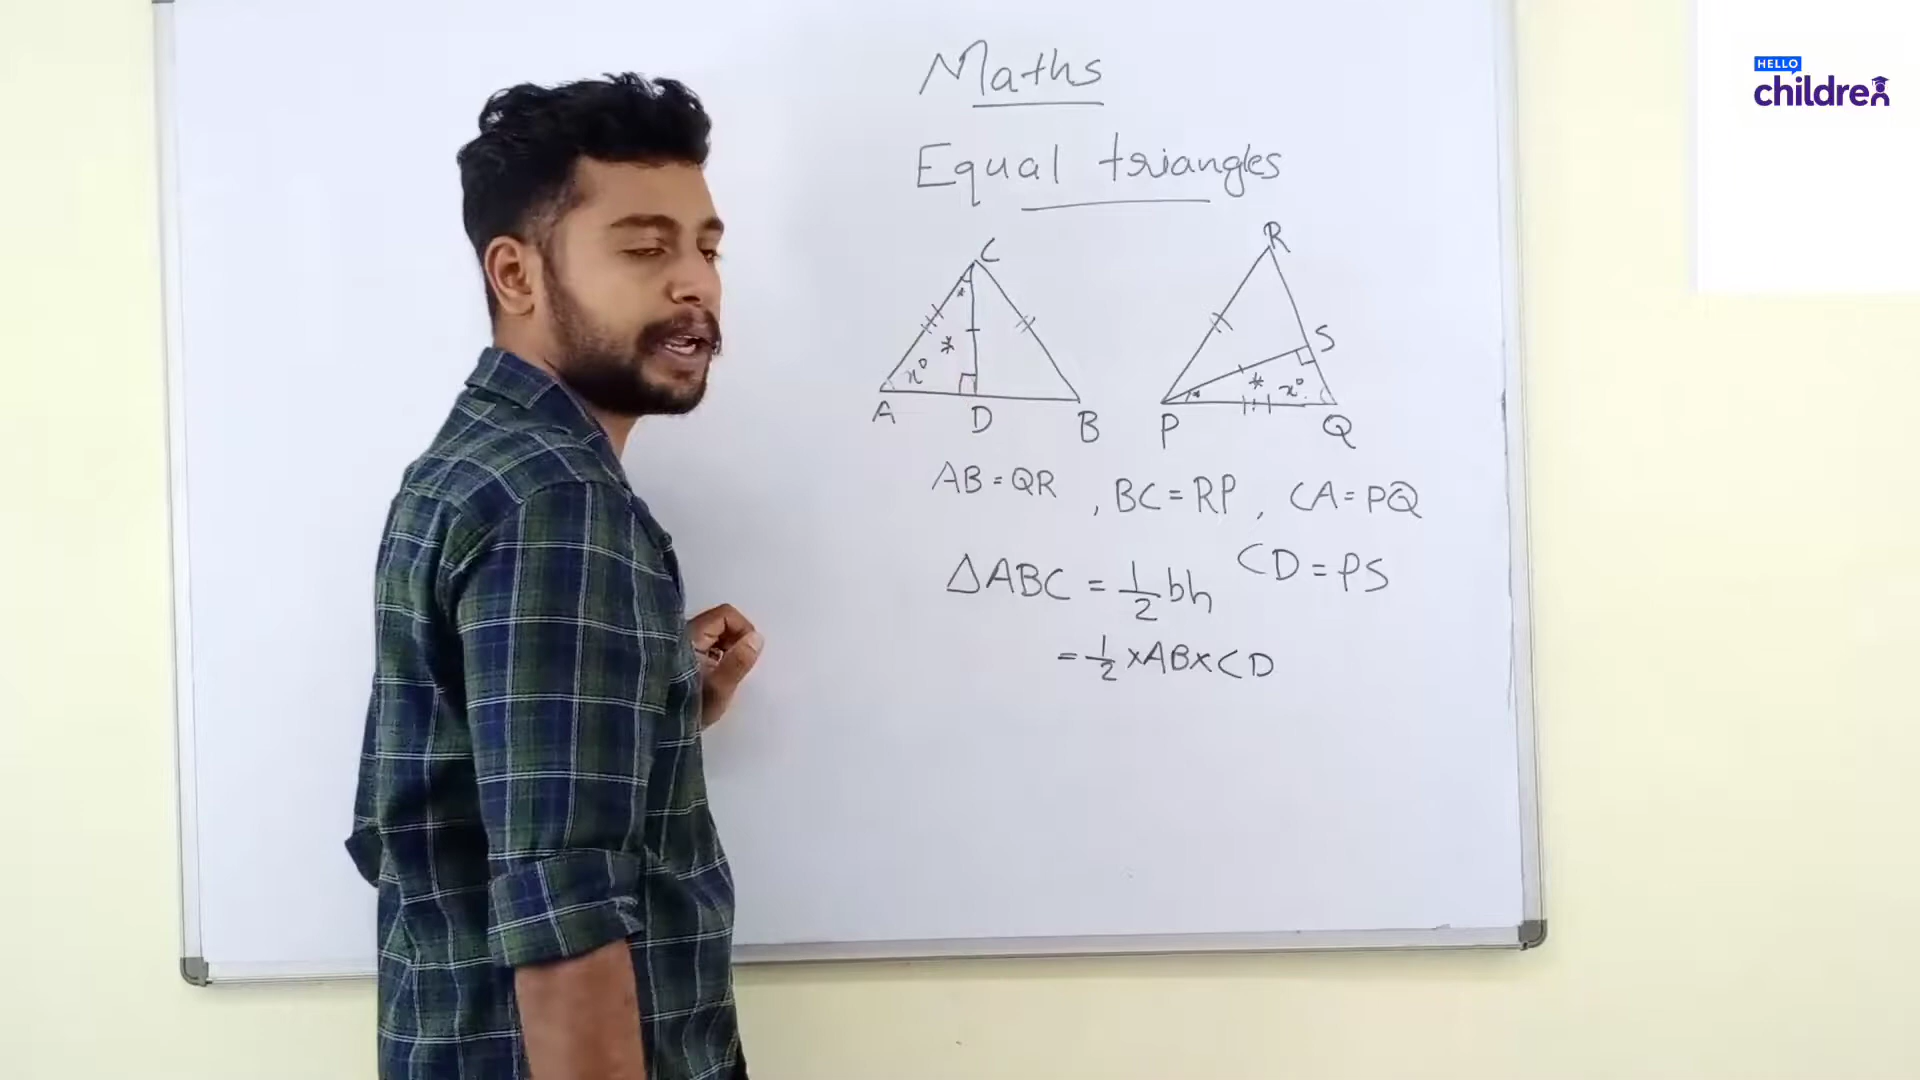 HELLO
children
Maths
Equal triangles
C
R
S
*
*
x°
* x°
A D B
P Q
AB = QR , BC = RP , CA = PQ
△ABC = 1/2 bh CD = PS
= 1/2 × AB × CD